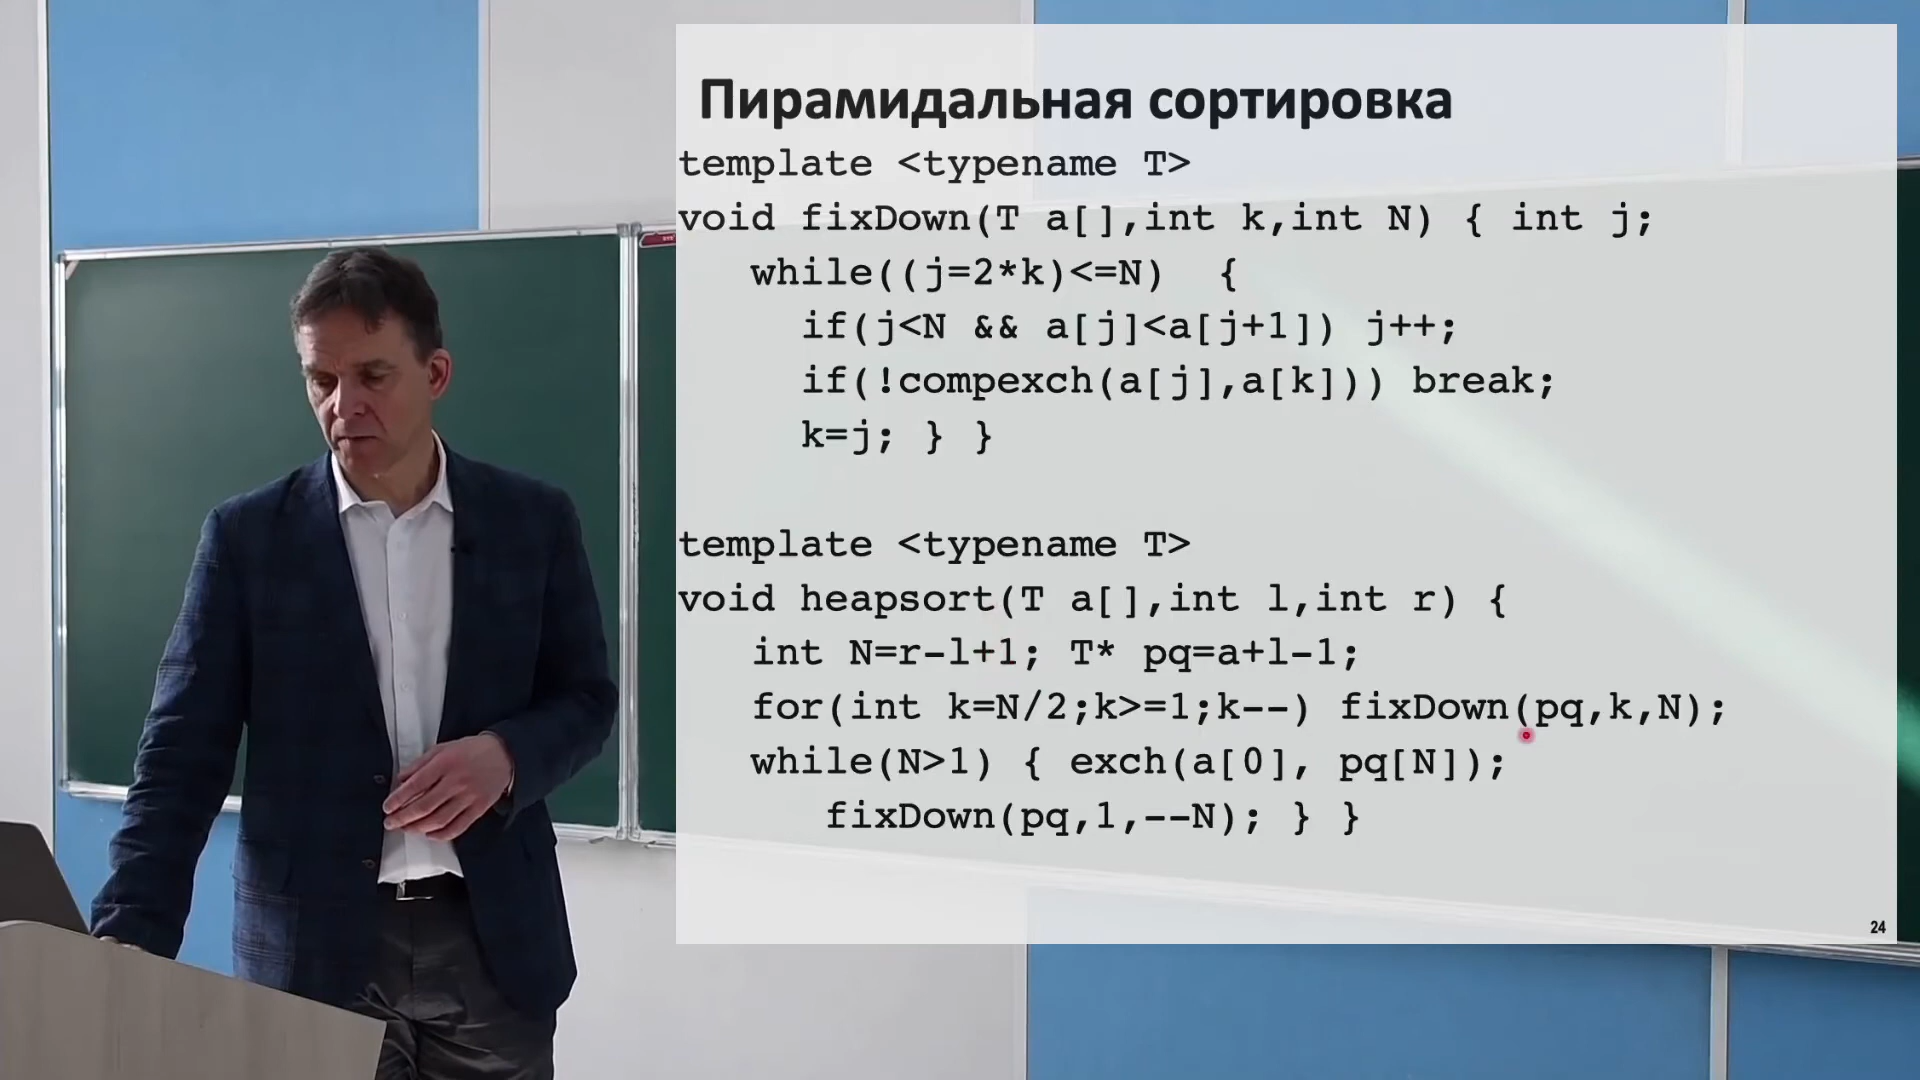 Пирамидальная сортировка
template <typename T>
void fixDown(T a[],int k,int N) { int j;
while((j=2*k)<=N) {
if(j<N && a[j]<a[j+1]) j++;
if(!compexch(a[j],a[k])) break;
k=j; } }
template <typename T>
void heapsort(T a[],int l,int r) {
int N=r-l+1; T* pq=a+l-1;
for(int k=N/2;k>=1;k--) fixDown(pq,k,N);
while(N>1) { exch(a[0], pq[N]);
fixDown(pq,1,--N); } }
24